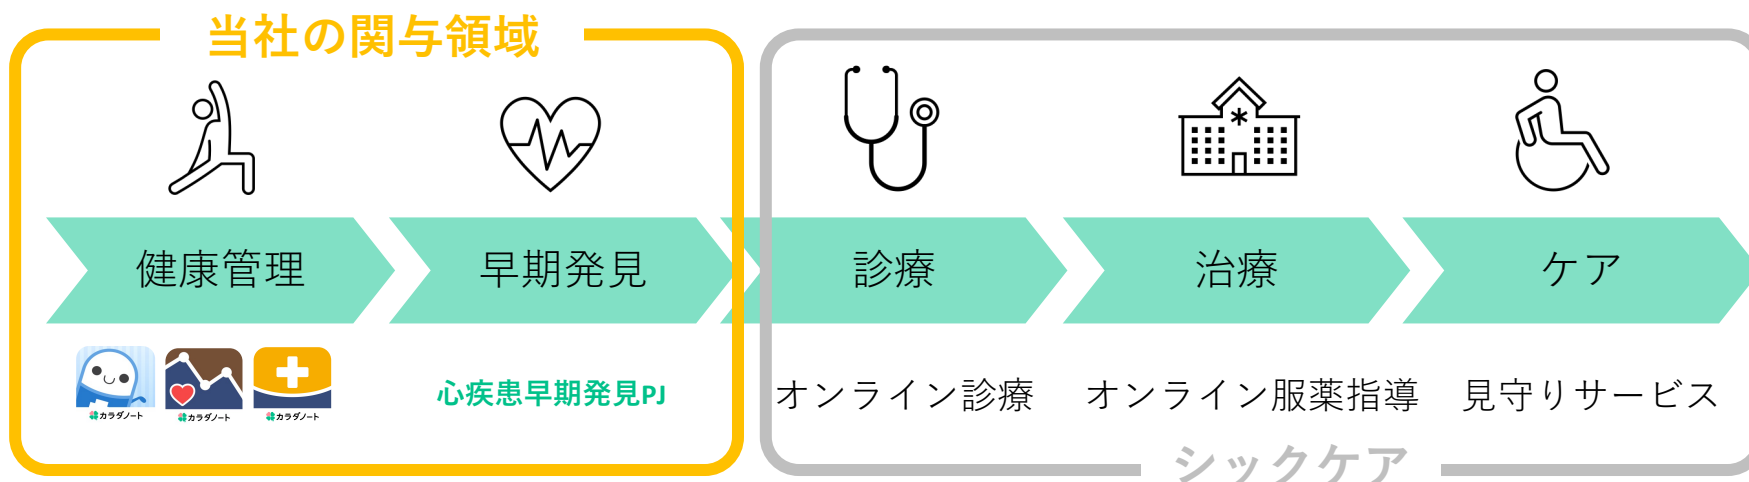 当社の関与領域
健康管理
早期発見
診療
治療
ケア
カラダノート
カラダノート
カラダノート
心疾患早期発見PJ
オンライン診療
オンライン服薬指導
見守りサービス
シックケア